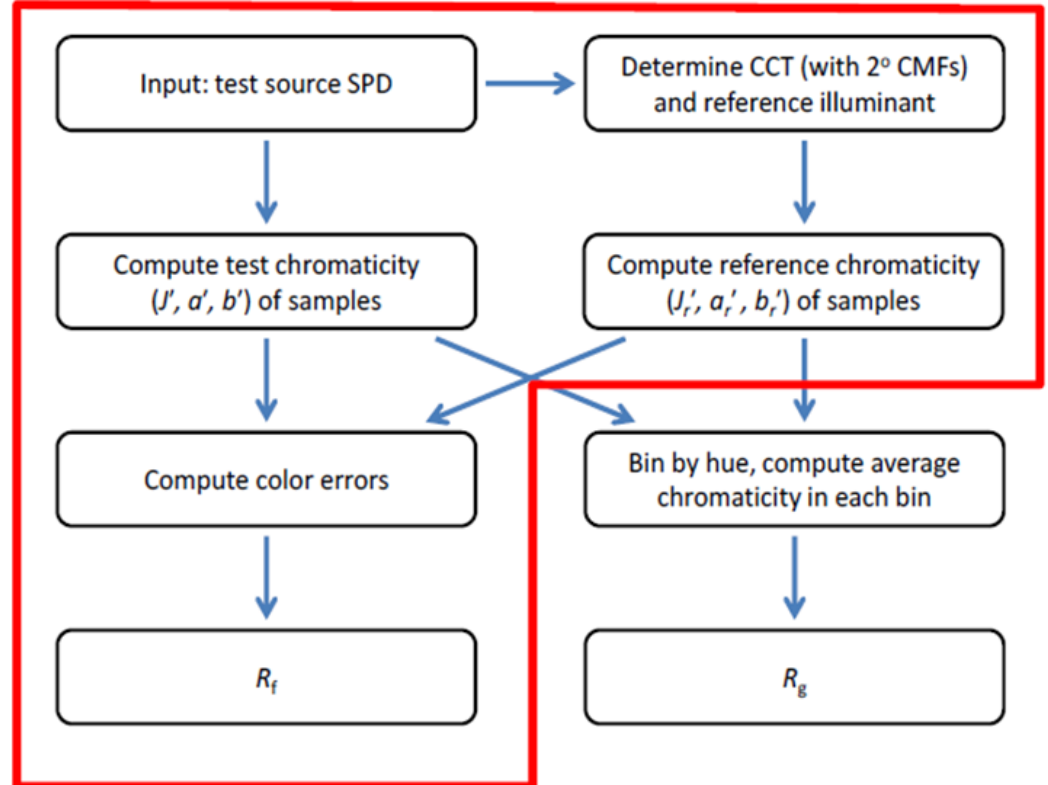 Input: test source SPD
Determine CCT (with 2° CMFs)
and reference illuminant
Compute test chromaticity
(J′, a′, b′) of samples
Compute reference chromaticity
(Jr′, ar′, br′) of samples
Compute color errors
Bin by hue, compute average
chromaticity in each bin
Rf
Rg